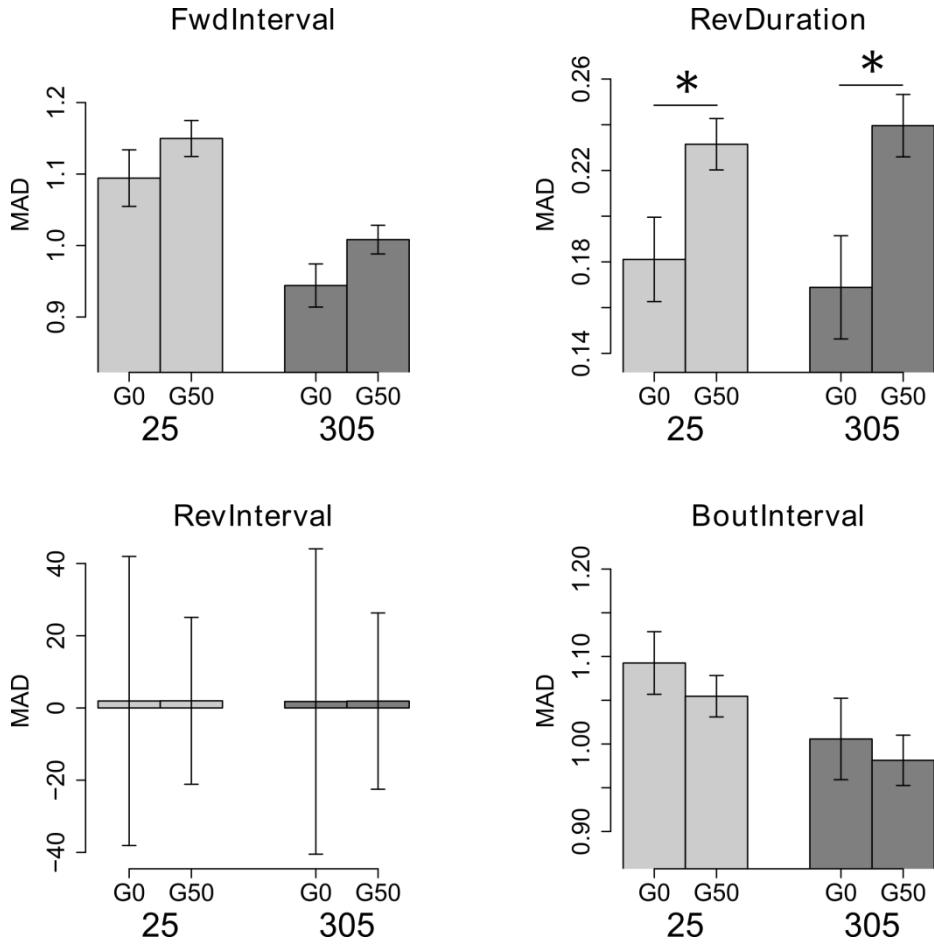 FwdInterval
MAD
1.2
1.1
1.0
0.9
G0 G50 G0 G50
25 305
RevDuration
* *
MAD
0.26
0.22
0.18
0.14
G0 G50 G0 G50
25 305
RevInterval
MAD
40
20
0
−20
−40
G0 G50 G0 G50
25 305
BoutInterval
MAD
1.20
1.10
1.00
0.90
G0 G50 G0 G50
25 305